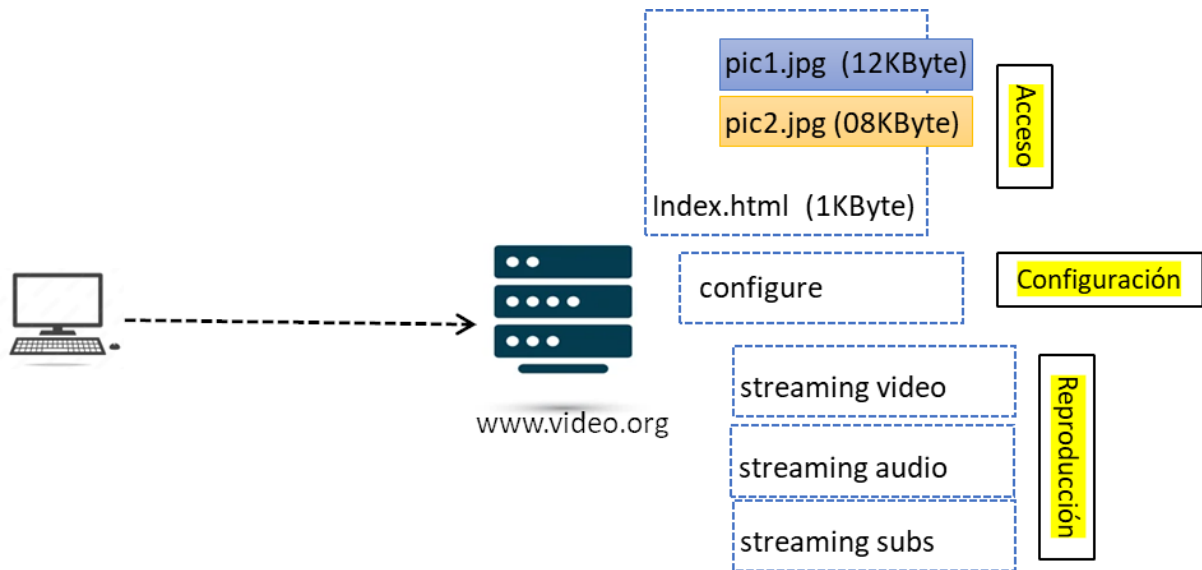 pic1.jpg (12KByte)
pic2.jpg (08KByte)
Acceso
Index.html (1KByte)
configure
Configuración
www.video.org
streaming video
streaming audio
streaming subs
Reproducción